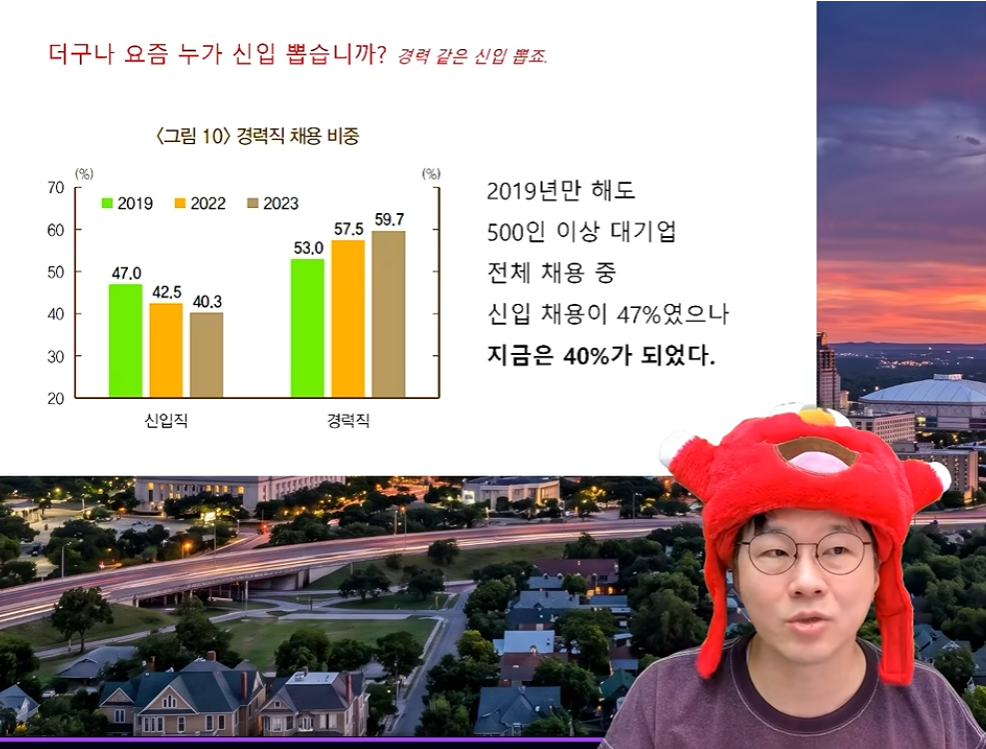 더구나 요즘 누가 신입 뽑습니까? 경력 같은 신입 뽑죠.
<그림 10> 경력직 채용 비중
(%)
(%)
70
60
50
40
30
20
2019
2022
2023
47.0
42.5
40.3
53.0
57.5
59.7
신입직
경력직
2019년만 해도
500인 이상 대기업
전체 채용 중
신입 채용이 47%였으나
지금은 40%가 되었다.